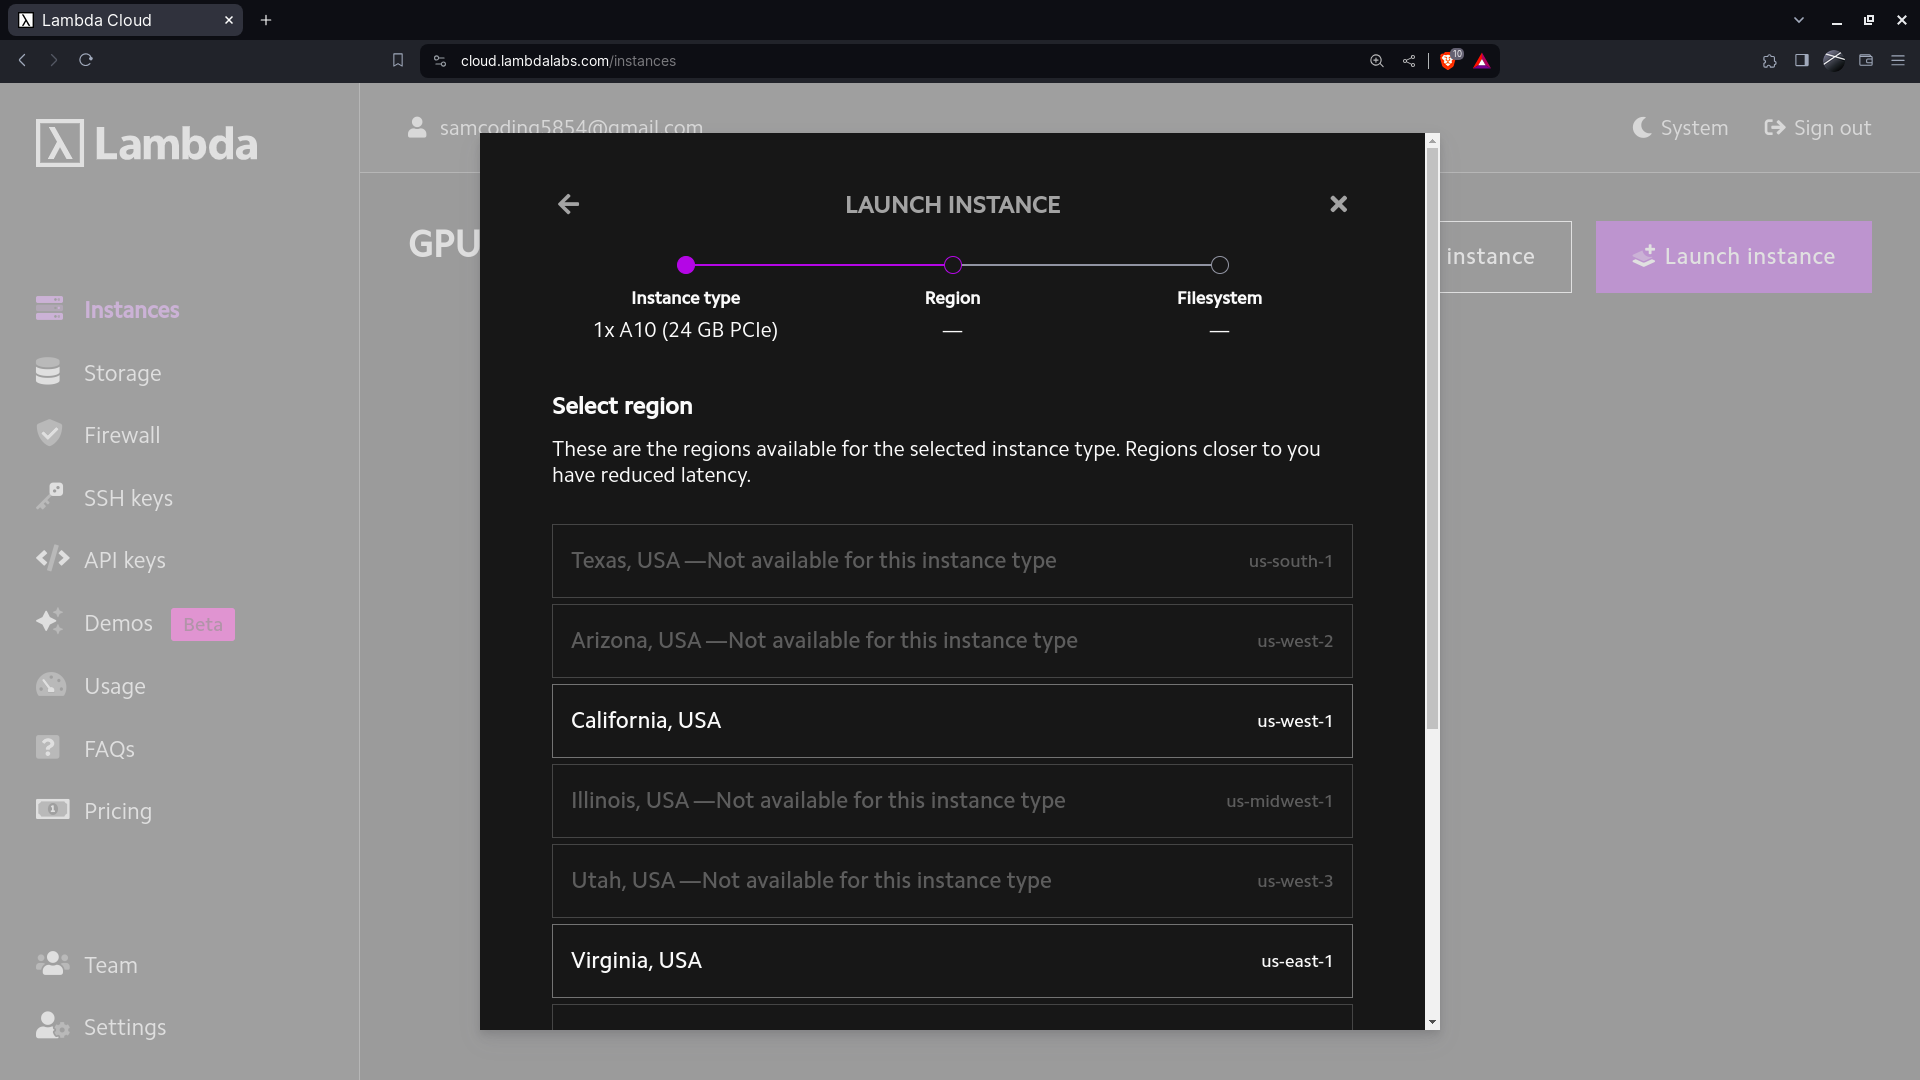 Lambda Cloud
cloud.lambdalabs.com/instances
10
Lambda
samcoding5854@gmail.com
System
Sign out
GPU
instance
Launch instance
Instances
Storage
Firewall
SSH keys
API keys
Demos
Beta
Usage
FAQs
Pricing
Team
Settings
LAUNCH INSTANCE
Instance type
Region
Filesystem
1x A10 (24 GB PCIe)
—
—
Select region
These are the regions available for the selected instance type. Regions closer to you
have reduced latency.
Texas, USA —Not available for this instance type us-south-1
Arizona, USA —Not available for this instance type us-west-2
California, USA us-west-1
Illinois, USA —Not available for this instance type us-midwest-1
Utah, USA —Not available for this instance type us-west-3
Virginia, USA us-east-1